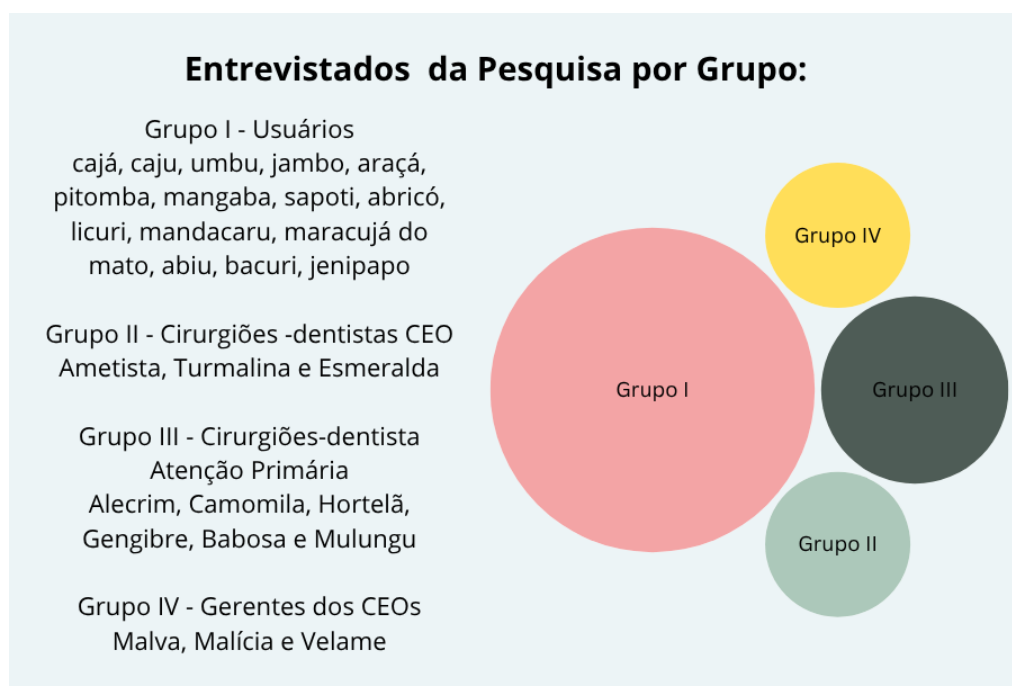 Entrevistados da Pesquisa por Grupo:
Grupo I - Usuários
cajá, caju, umbu, jambo, araçá,
pitomba, mangaba, sapoti, abricó,
licuri, mandacaru, maracujá do
mato, abiu, bacuri, jenipapo
Grupo II - Cirurgiões -dentistas CEO
Ametista, Turmalina e Esmeralda
Grupo III - Cirurgiões-dentista
Atenção Primária
Alecrim, Camomila, Hortelã,
Gengibre, Babosa e Mulungu
Grupo IV - Gerentes dos CEOs
Malva, Malícia e Velame
Grupo IV
Grupo I
Grupo III
Grupo II